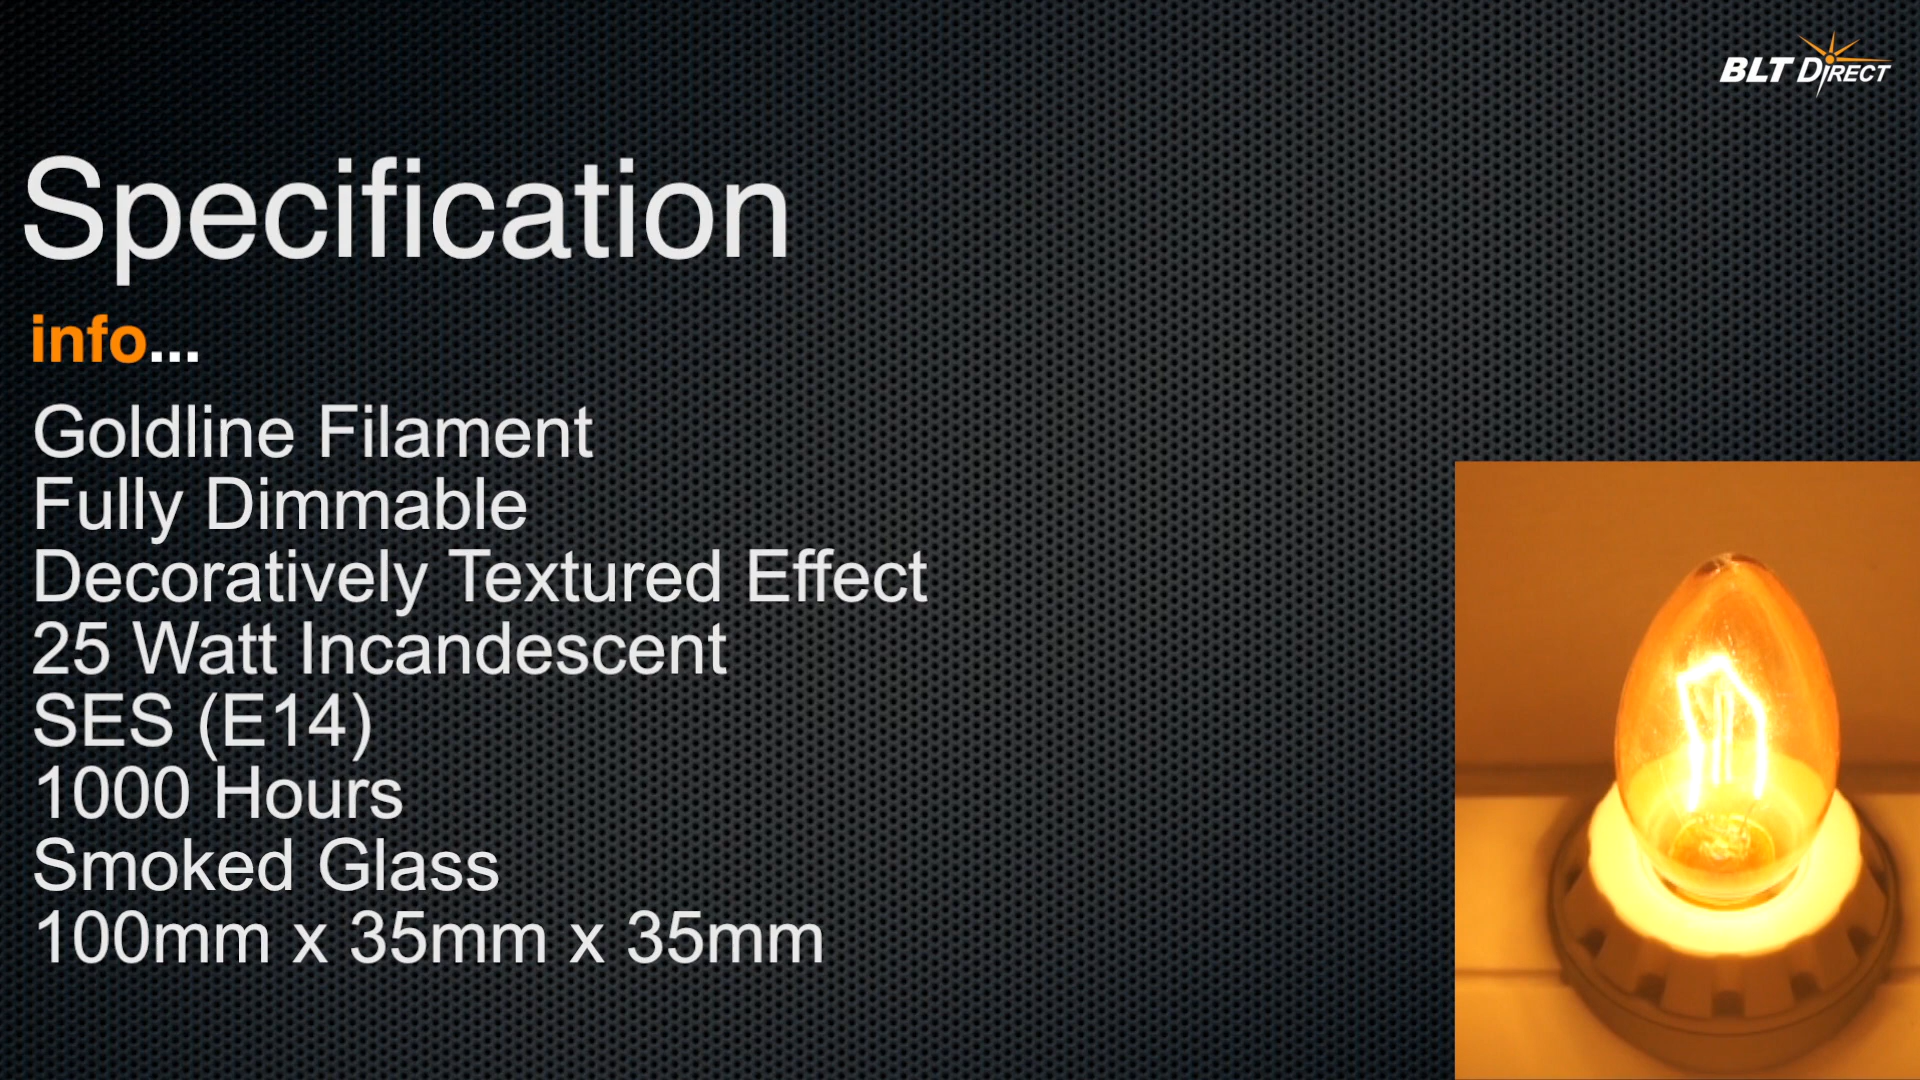 BLT DIRECT
Specification
info...
Goldline Filament
Fully Dimmable
Decoratively Textured Effect
25 Watt Incandescent
SES (E14)
1000 Hours
Smoked Glass
100mm x 35mm x 35mm